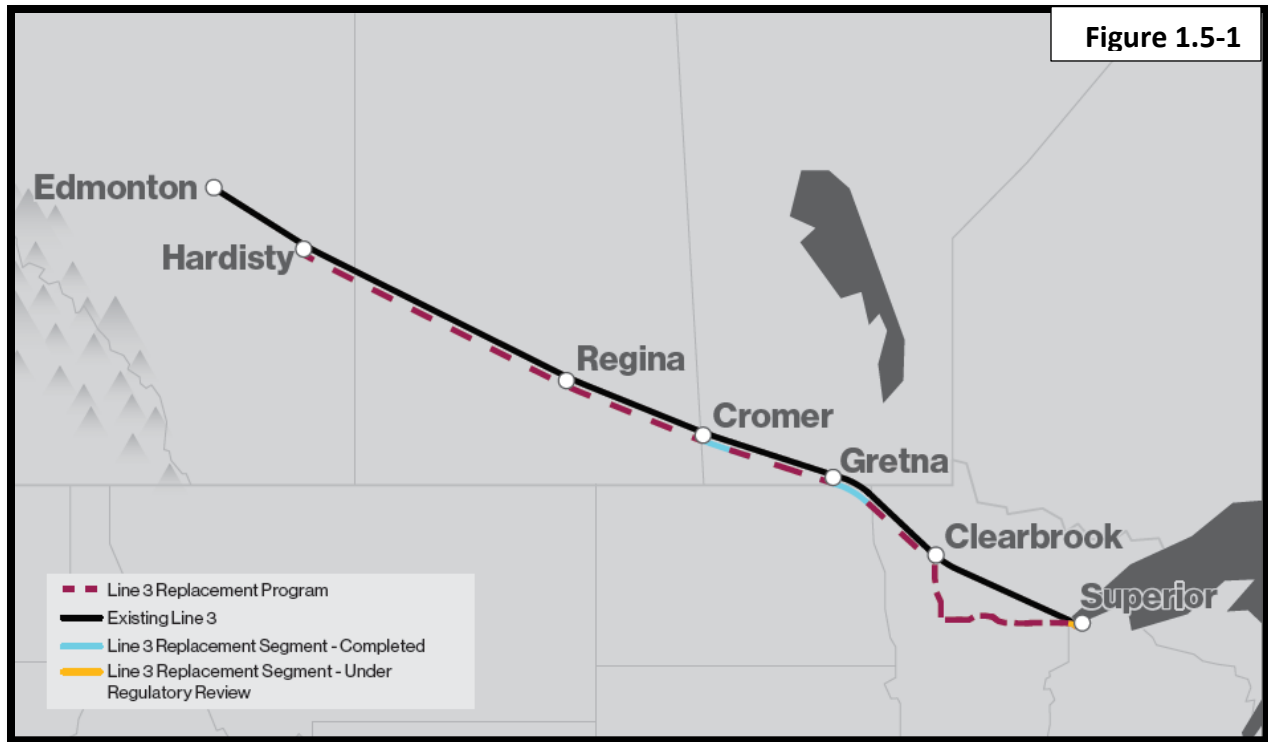 Figure 1.5-1
Edmonton
Hardisty
Regina
Cromer
Gretna
Clearbrook
Superior
Line 3 Replacement Program
Existing Line 3
Line 3 Replacement Segment - Completed
Line 3 Replacement Segment - Under
Regulatory Review